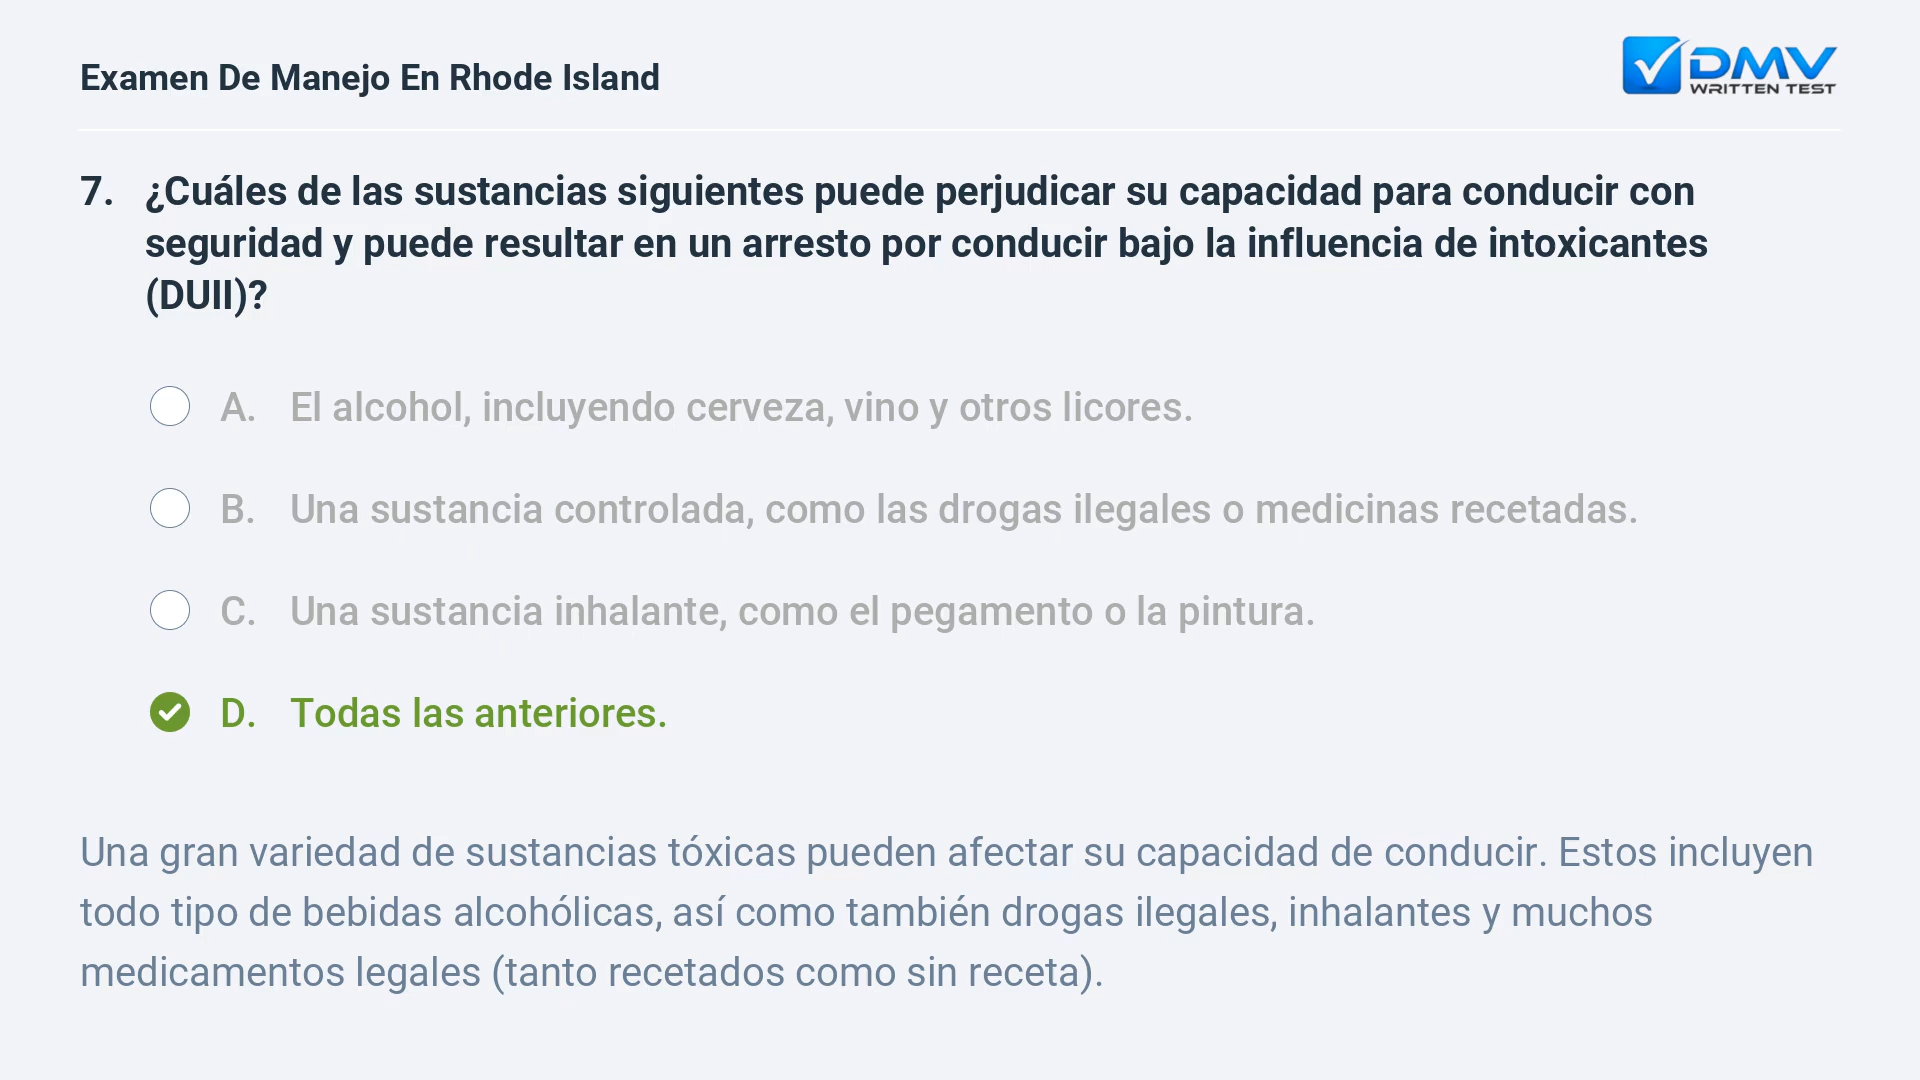 Examen De Manejo En Rhode Island
DMV
WRITTEN TEST
7. ¿Cuáles de las sustancias siguientes puede perjudicar su capacidad para conducir con
seguridad y puede resultar en un arresto por conducir bajo la influencia de intoxicantes
(DUII)?
A. El alcohol, incluyendo cerveza, vino y otros licores.
B. Una sustancia controlada, como las drogas ilegales o medicinas recetadas.
C. Una sustancia inhalante, como el pegamento o la pintura.
D. Todas las anteriores.
Una gran variedad de sustancias tóxicas pueden afectar su capacidad de conducir. Estos incluyen
todo tipo de bebidas alcohólicas, así como también drogas ilegales, inhalantes y muchos
medicamentos legales (tanto recetados como sin receta).